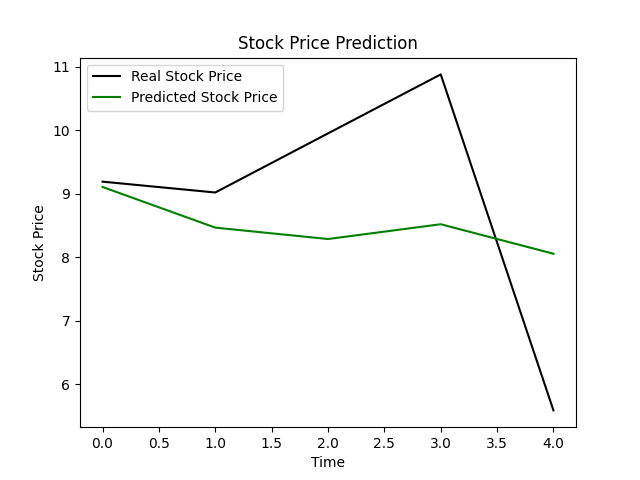 Stock Price Prediction
Real Stock Price
Predicted Stock Price
11
10
9
8
7
6
Stock Price
0.0 0.5 1.0 1.5 2.0 2.5 3.0 3.5 4.0
Time